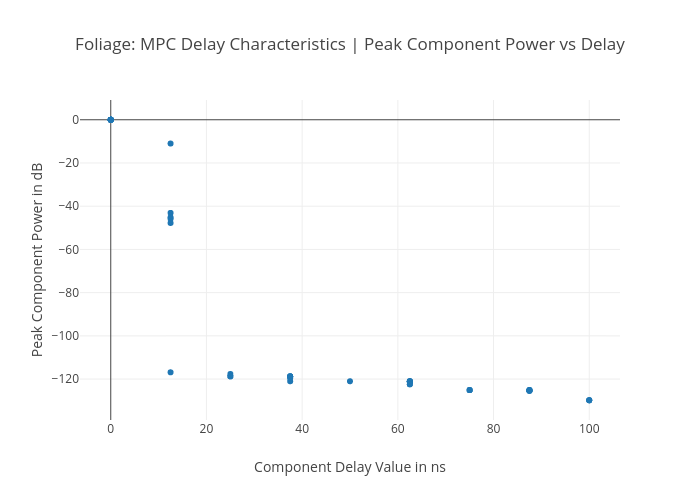 Foliage: MPC Delay Characteristics | Peak Component Power vs Delay
Peak Component Power in dB
0
−20
−40
−60
−80
−100
−120
0 20 40 60 80 100
Component Delay Value in ns